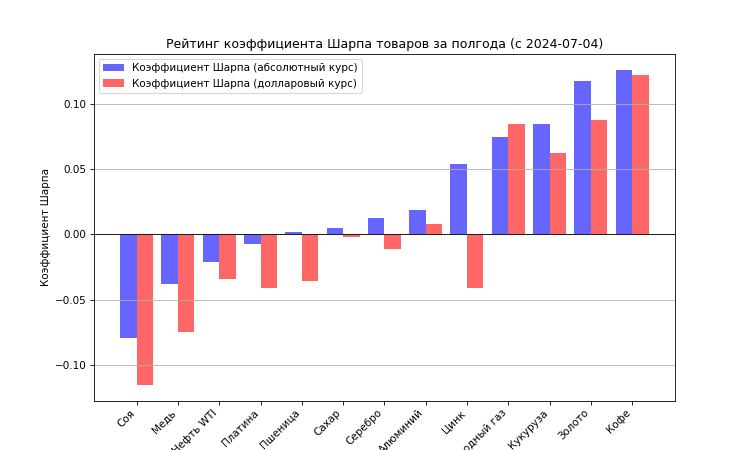 Рейтинг коэффициента Шарпа товаров за полгода (с 2024-07-04)
Коэффициент Шарпа (абсолютный курс)
Коэффициент Шарпа (долларовый курс)
Коэффициент Шарпа
0.10
0.05
0.00
−0.05
−0.10
Соя
Медь
Нефть WTI
Платина
Пшеница
Сахар
Серебро
Алюминий
Цинк
одный газ
Кукуруза
Золото
Кофе